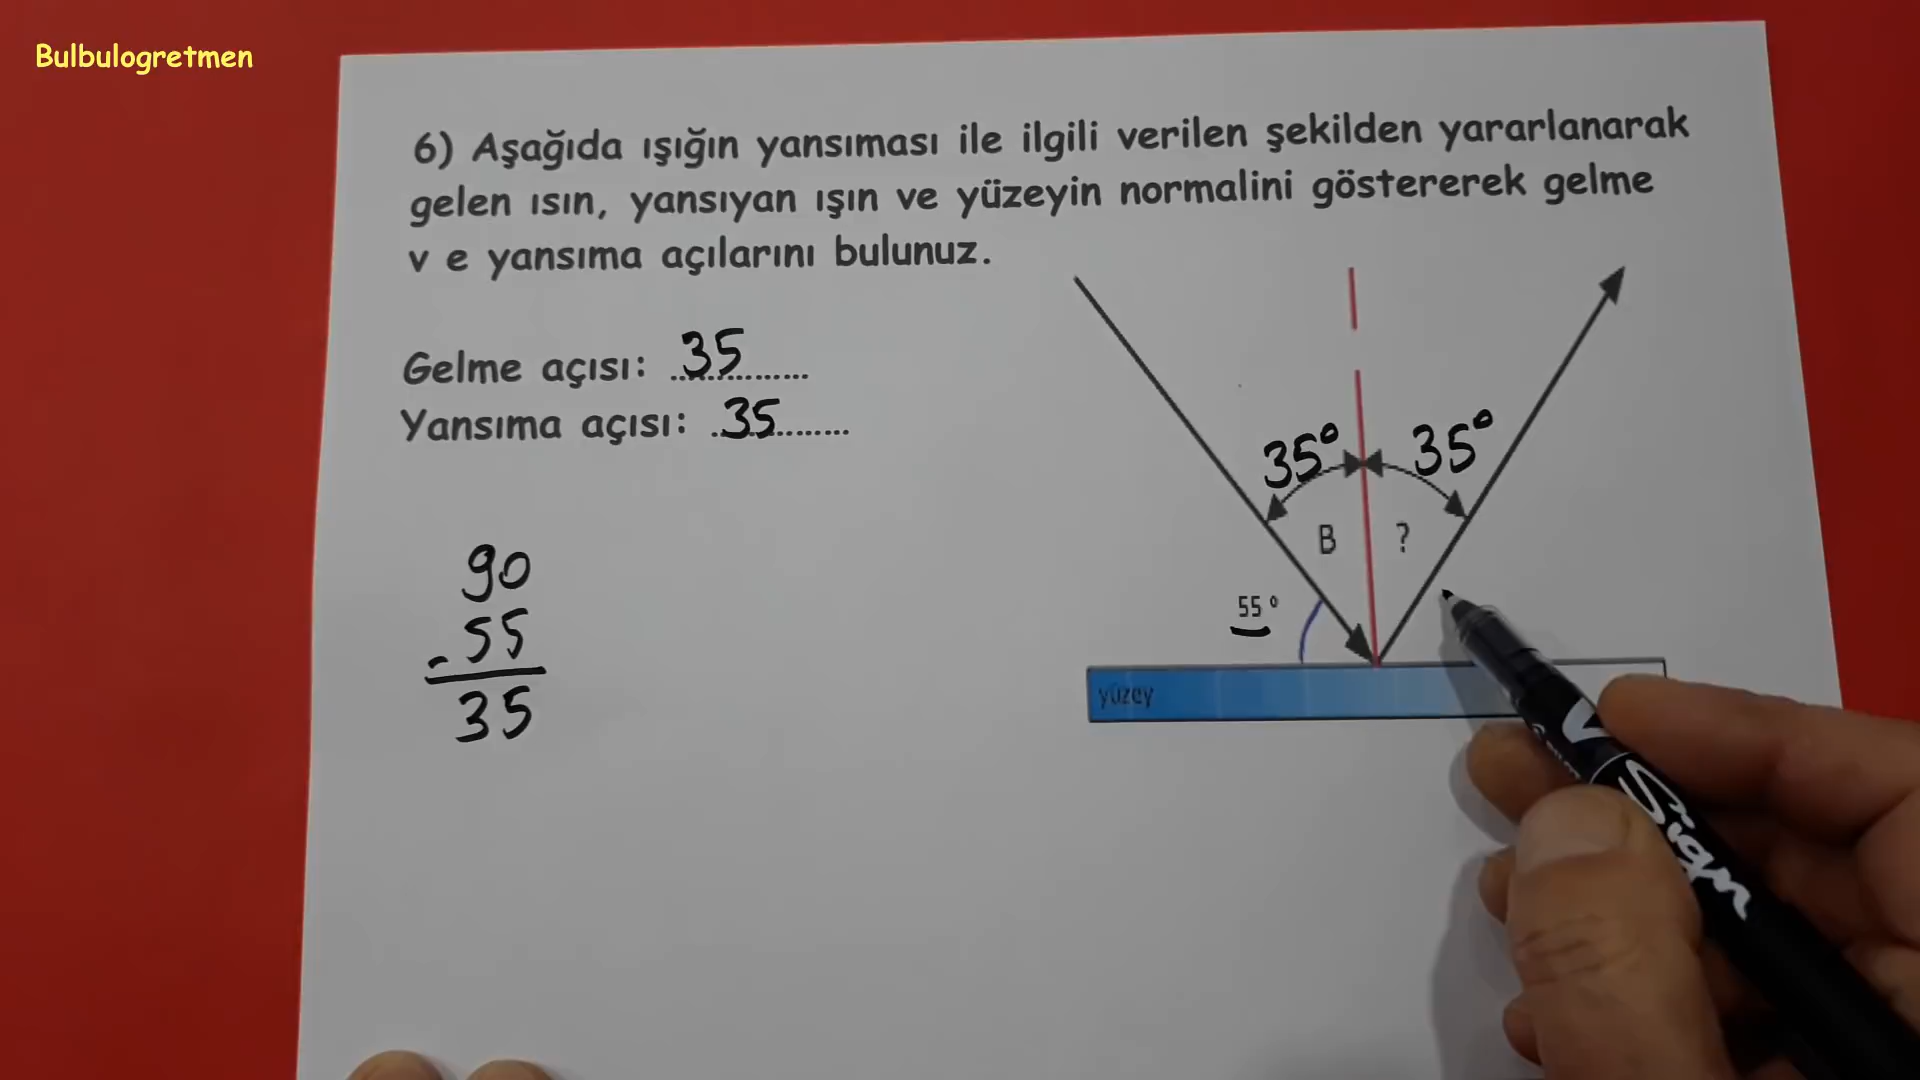 Bulbulogretmen
6) Aşağıda ışığın yansıması ile ilgili verilen şekilden yararlanarak
gelen ısın, yansıyan ışın ve yüzeyin normalini göstererek gelme
v e yansıma açılarını bulunuz.
Gelme açısı: ..35............
Yansıma açısı: ..35............
35° 35°
B ?
55 °
yüzey
90
- 55
35
V Sign